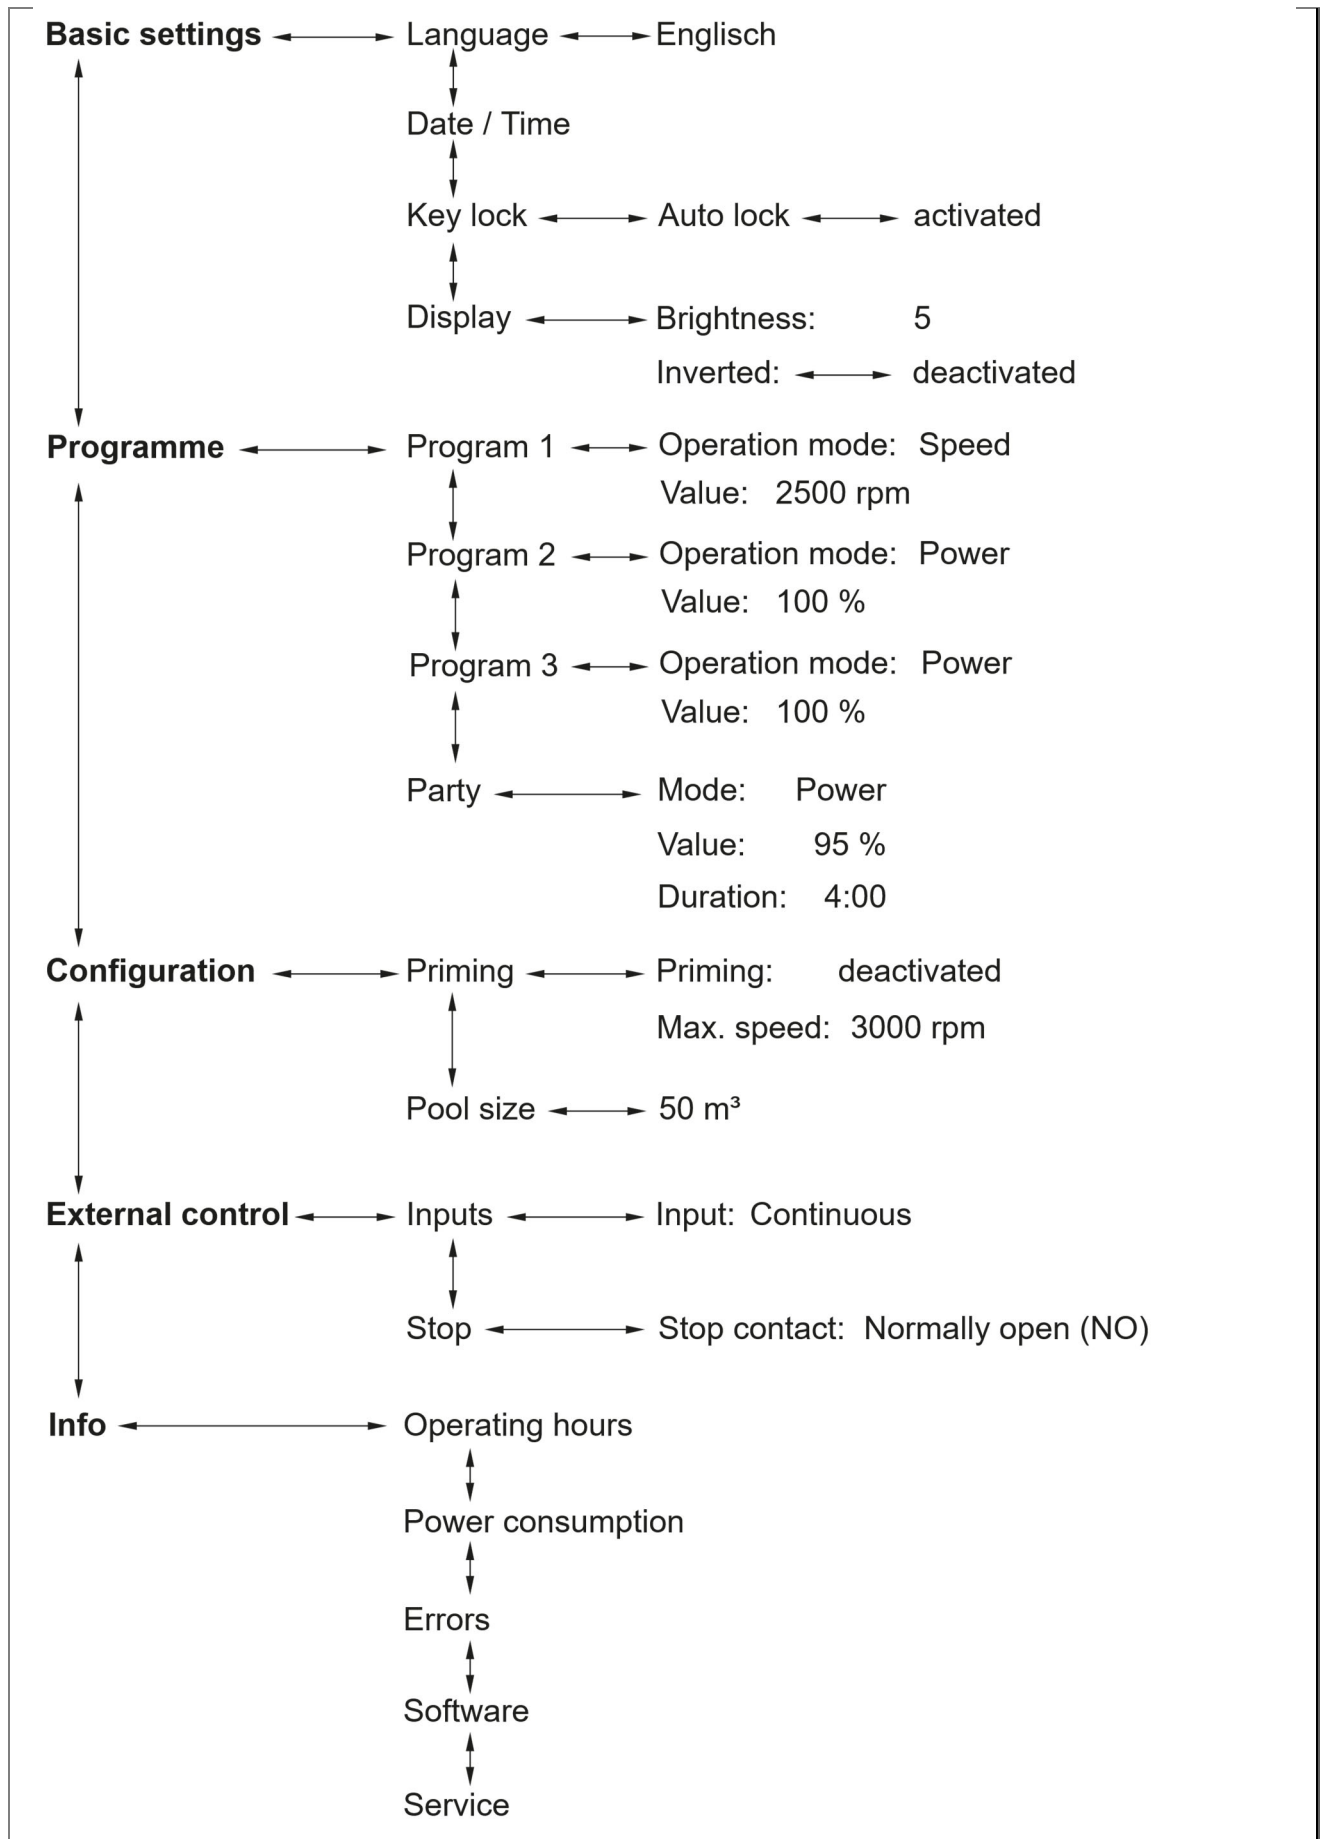 Basic settings Language Englisch
Date / Time
Key lock Auto lock activated
Display Brightness: 5
Inverted: deactivated
Programme Program 1 Operation mode: Speed
Value: 2500 rpm
Program 2 Operation mode: Power
Value: 100 %
Program 3 Operation mode: Power
Value: 100 %
Party Mode: Power
Value: 95 %
Duration: 4:00
Configuration Priming Priming: deactivated
Max. speed: 3000 rpm
Pool size 50 m³
External control Inputs Input: Continuous
Stop Stop contact: Normally open (NO)
Info Operating hours
Power consumption
Errors
Software
Service